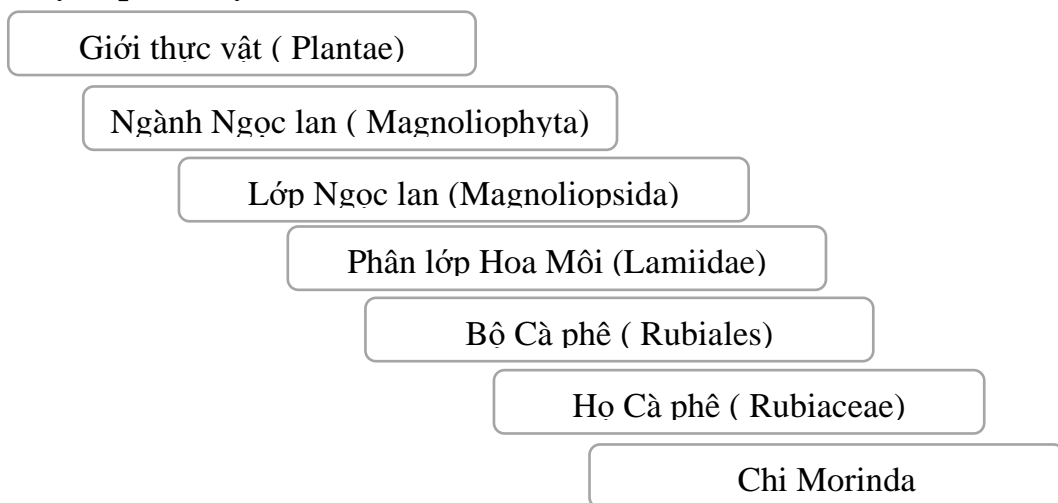 Giới thực vật ( Plantae)
Ngành Ngọc lan ( Magnoliophyta)
Lớp Ngọc lan (Magnoliopsida)
Phân lớp Hoa Môi (Lamiidae)
Bộ Cà phê ( Rubiales)
Họ Cà phê ( Rubiaceae)
Chi Morinda